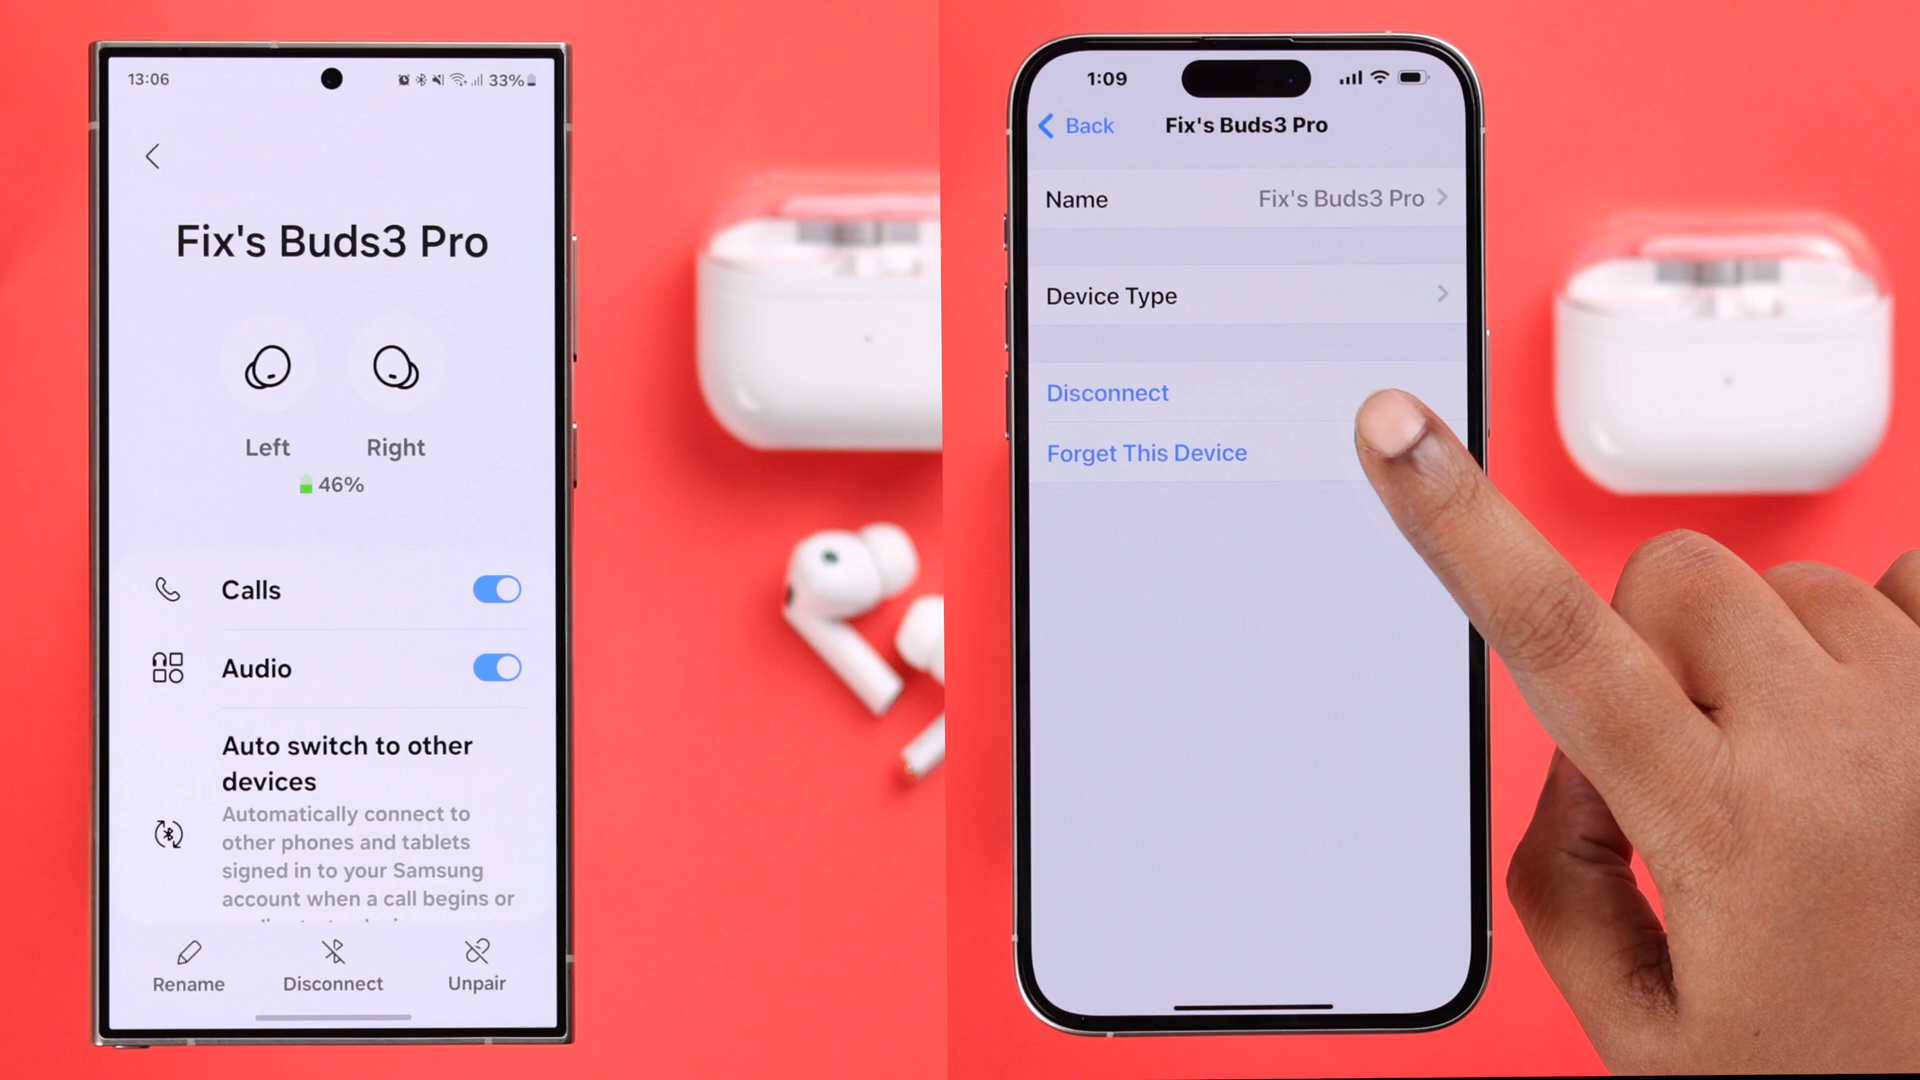 13:06
33%
Fix's Buds3 Pro
Left
Right
46%
Calls
Audio
Auto switch to other
devices
Automatically connect to
other phones and tablets
signed in to your Samsung
account when a call begins or
Rename
Disconnect
Unpair
1:09
Back
Fix's Buds3 Pro
Name
Fix's Buds3 Pro
Device Type
Disconnect
Forget This Device